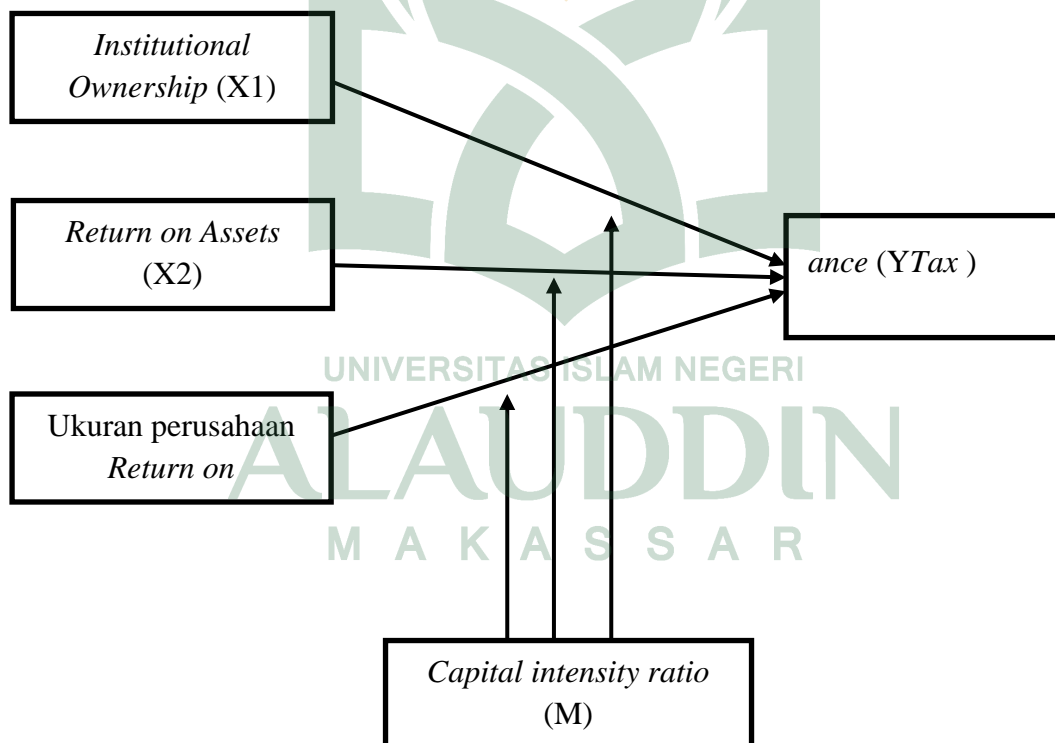 Institutional
Ownership (X1)
Return on Assets
(X2)
ance (YTax )
UNIVERSITAS ISLAM NEGERI
Ukuran perusahaan
Return on
ALAUDDIN
MAKASSAR
Capital intensity ratio
(M)